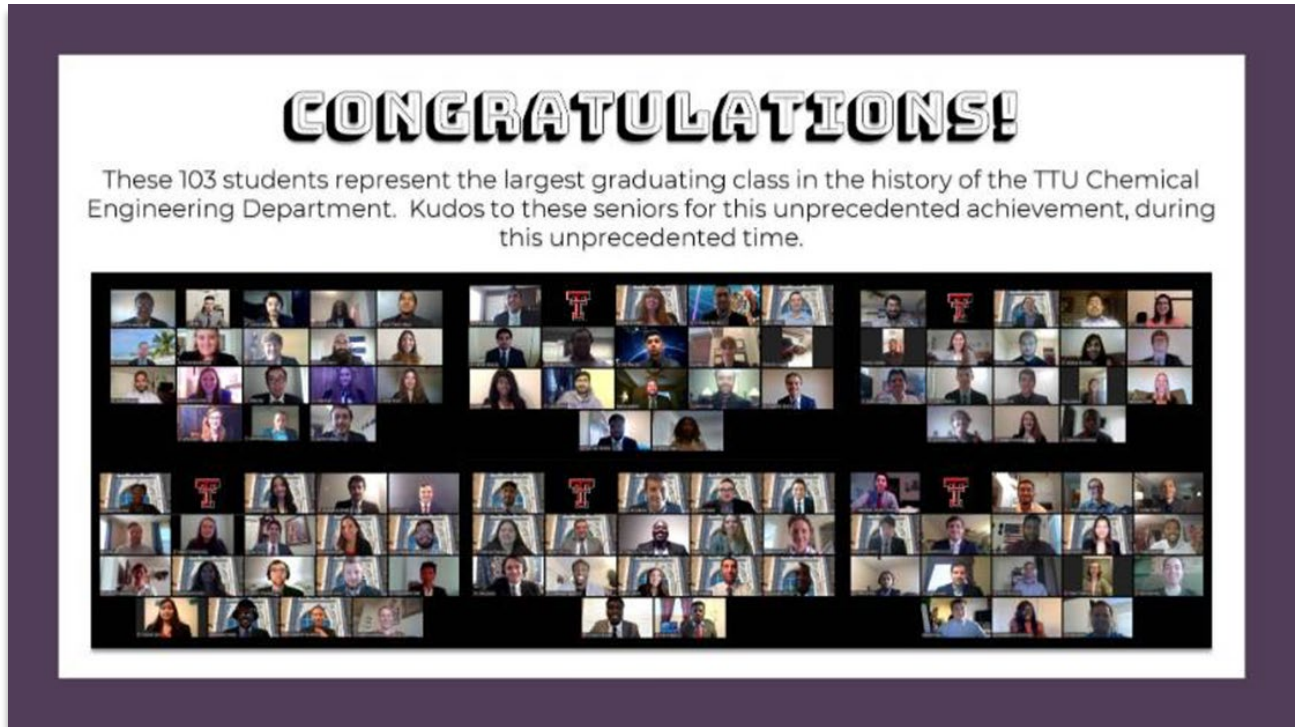 CONGRATULATIONS!
These 103 students represent the largest graduating class in the history of the TTU Chemical
Engineering Department. Kudos to these seniors for this unprecedented achievement, during
this unprecedented time.